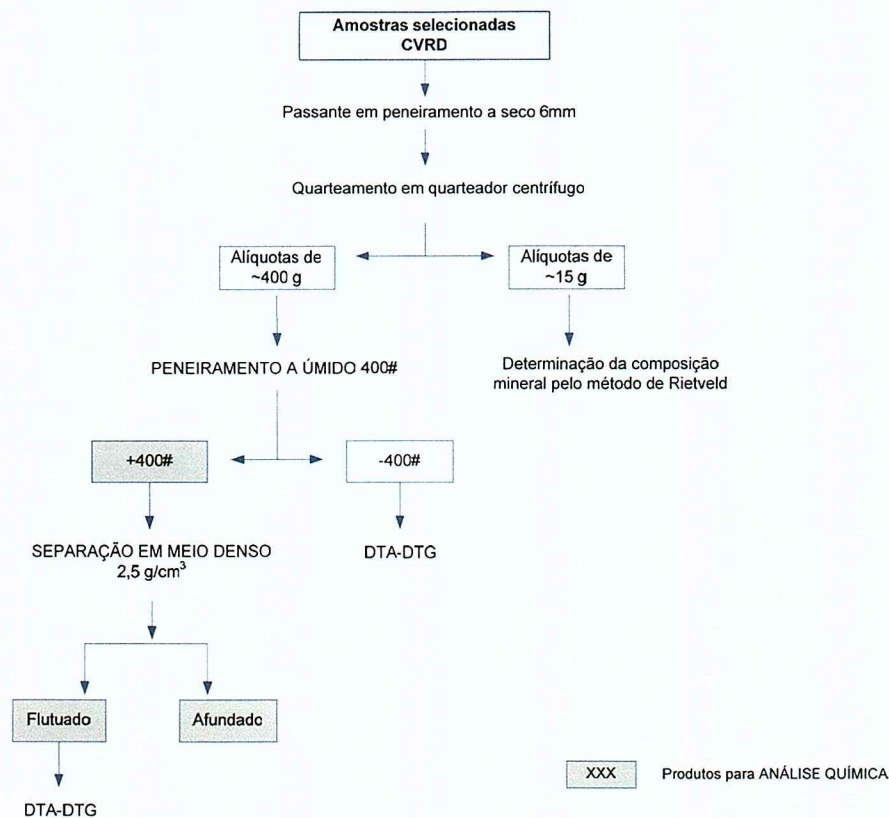 Amostras selecionadas
CVRD
Passante em peneiramento a seco 6mm
Quarteamento em quarteador centrífugo
Alíquotas de
~400 g
Alíquotas de
~15 g
PENEIRAMENTO A ÚMIDO 400#
Determinação da composição
mineral pelo método de Rietveld
+400#
-400#
SEPARAÇÃO EM MEIO DENSO
2,5 g/cm³
DTA-DTG
Flutuado
Afundado
XXX
Produtos para ANÁLISE QUÍMICA
DTA-DTG